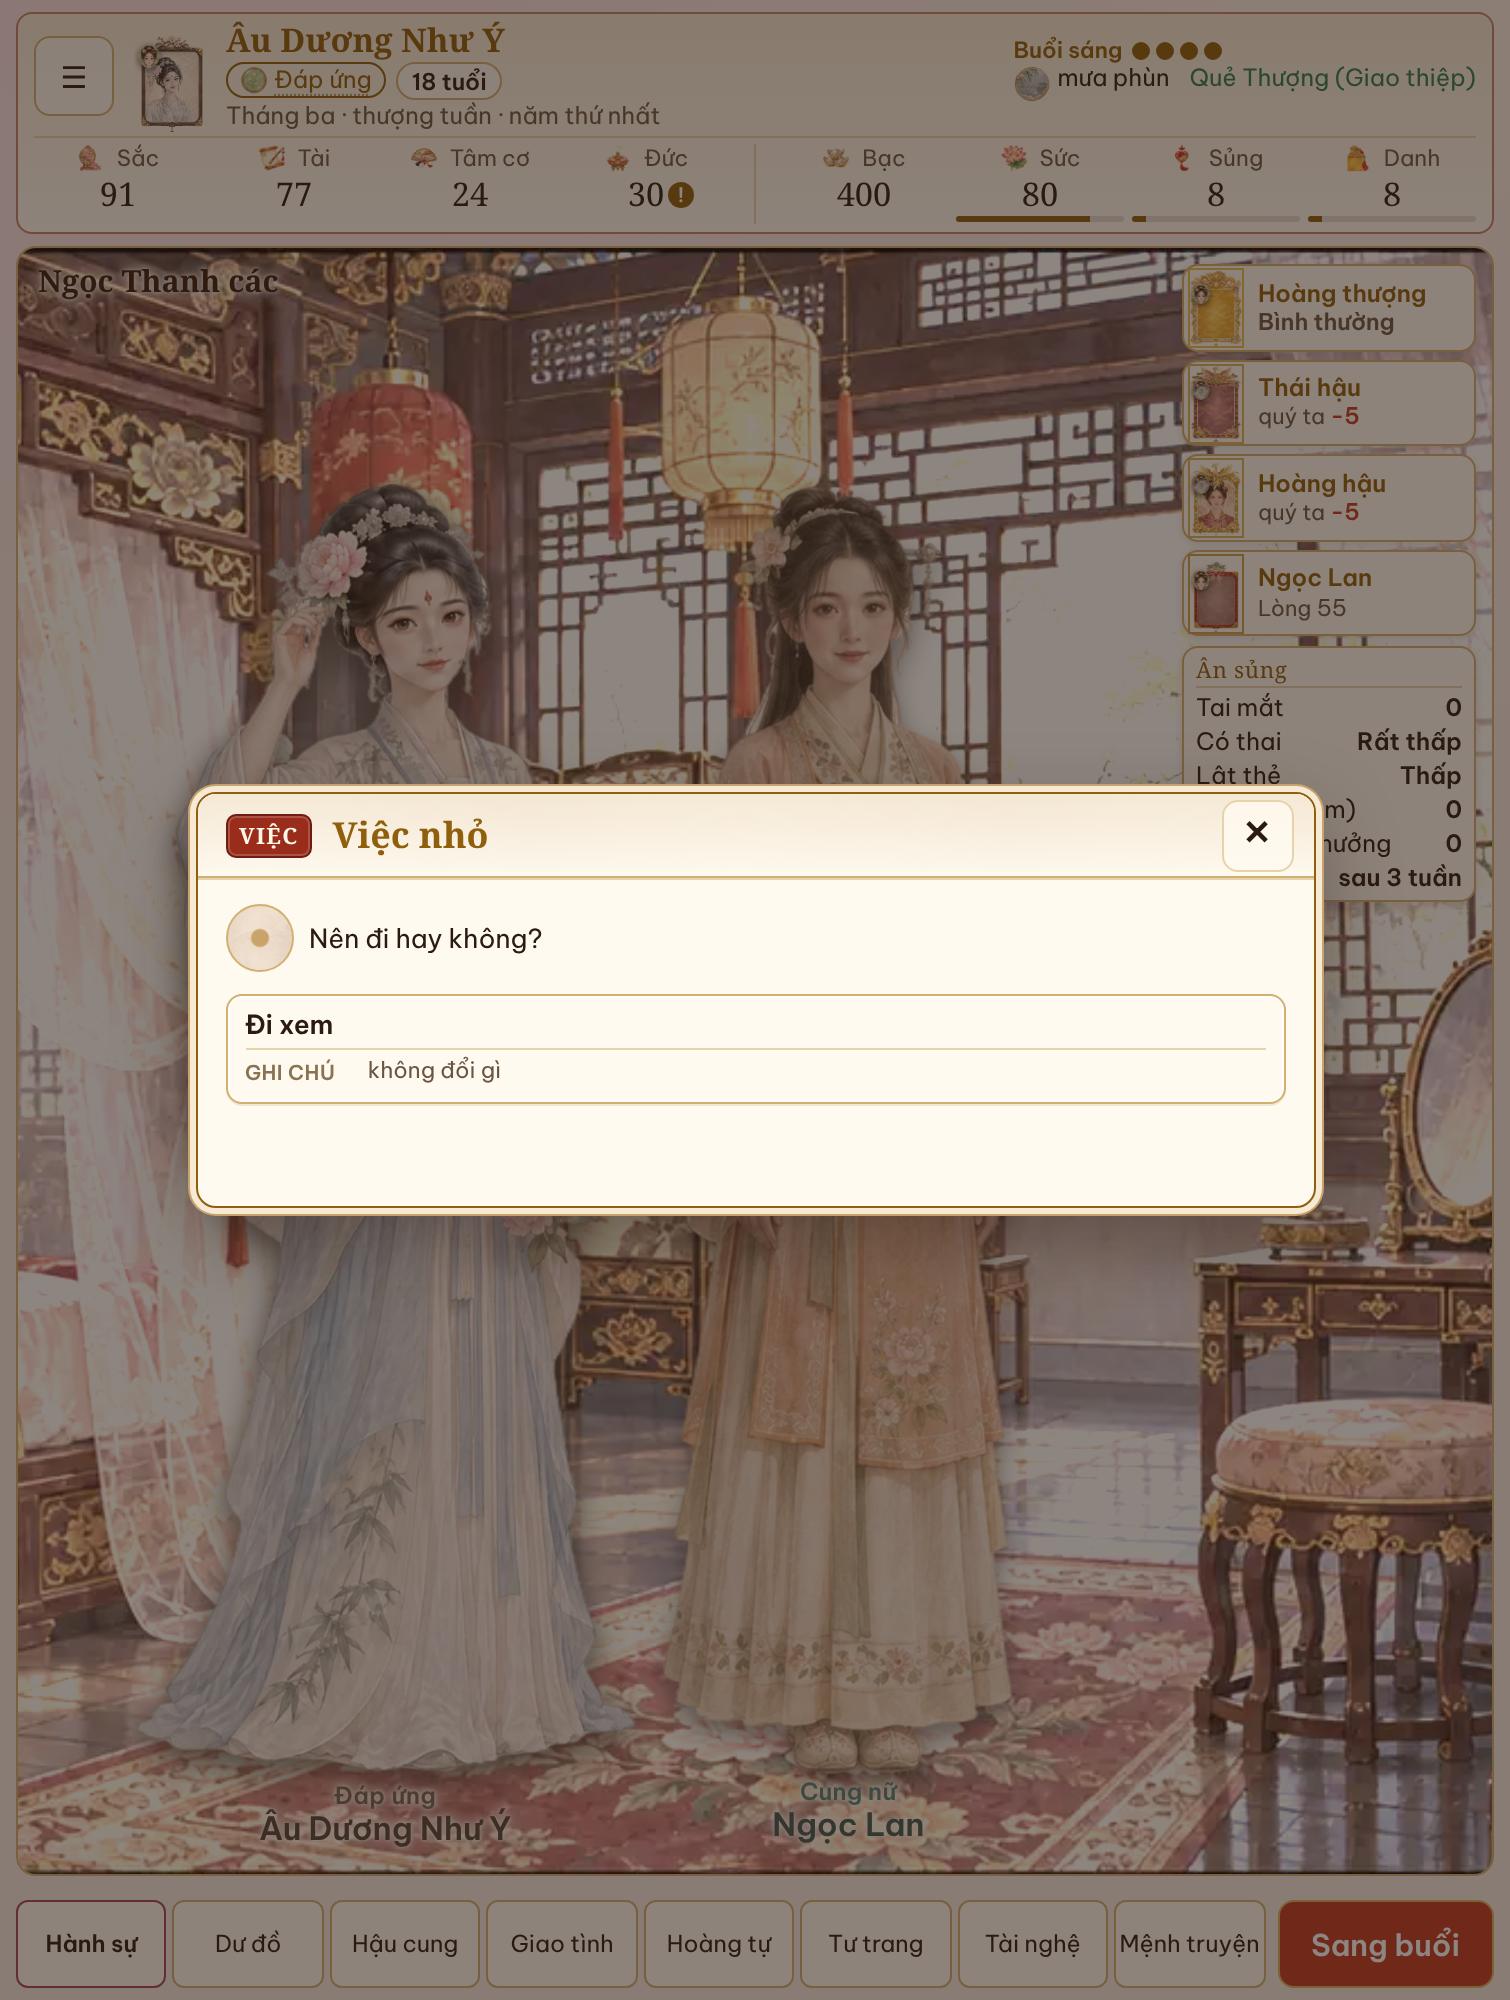 ☰
Âu Dương Như Ý
Đáp ứng
18 tuổi
Tháng ba · thượng tuần · năm thứ nhất
Buổi sáng
mưa phùn Quẻ Thượng (Giao thiệp)
Sắc
91
Tài
77
Tâm cơ
24
Đức
30 !
Bạc
400
Sức
80
Sủng
8
Danh
8
Ngọc Thanh các
Hoàng thượng
Bình thường
Thái hậu
quý ta -5
Hoàng hậu
quý ta -5
Ngọc Lan
Lòng 55
Ân sủng
Tai mắt 0
Có thai Rất thấp
Lật thẻ Thấp
m) 0
hưởng 0
sau 3 tuần
VIỆC Việc nhỏ ✕
Nên đi hay không?
Đi xem
GHI CHÚ không đổi gì
Đáp ứng
Âu Dương Như Ý
Cung nữ
Ngọc Lan
Hành sự
Dư đồ
Hậu cung
Giao tình
Hoàng tự
Tư trang
Tài nghệ
Mệnh truyện
Sang buổi